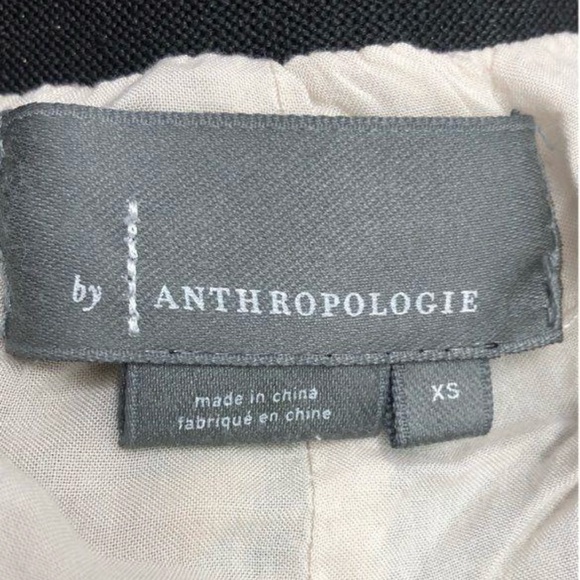 by ANTHROPOLOGIE
made in china
fabriqué en chine
XS